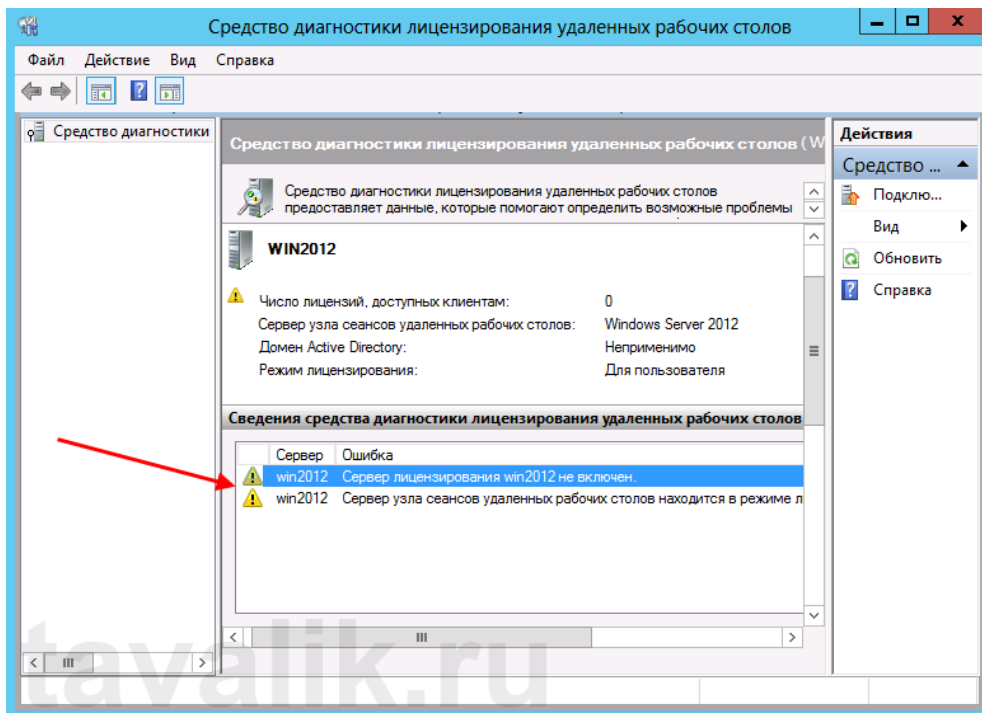 Средство диагностики лицензирования удаленных рабочих столов
Файл Действие Вид Справка
Средство диагностики
Средство диагностики лицензирования удаленных рабочих столов (W
Средство диагностики лицензирования удаленных рабочих столов
предоставляет данные, которые помогают определить возможные проблемы
WIN2012
Число лицензий, доступных клиентам: 0
Сервер узла сеансов удаленных рабочих столов: Windows Server 2012
Домен Active Directory: Неприменимо
Режим лицензирования: Для пользователя
Сведения средства диагностики лицензирования удаленных рабочих столов
Сервер Ошибка
win2012 Сервер лицензирования win2012 не включен.
win2012 Сервер узла сеансов удаленных рабочих столов находится в режиме л
Действия
Средство ...
Подклю...
Вид
Обновить
Справка
tavalik.ru